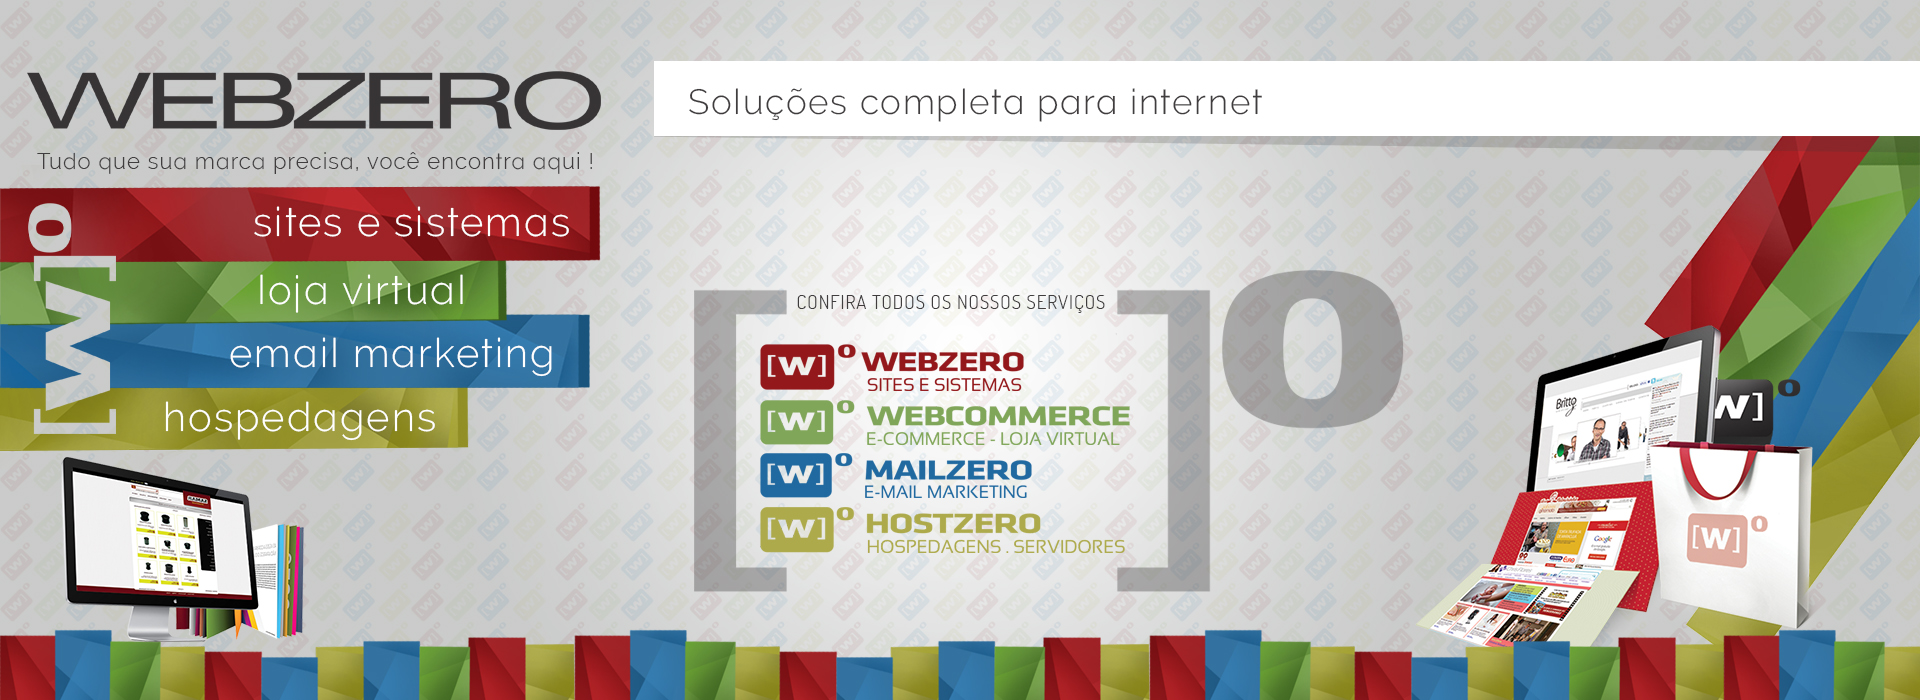 WEBZERO
Tudo que sua marca precisa, você encontra aqui !
sites e sistemas
loja virtual
email marketing
hospedagens
[W]º
Soluções completa para internet
CONFIRA TODOS OS NOSSOS SERVIÇOS
[W]º WEBZERO
SITES E SISTEMAS
[W]º WEBCOMMERCE
E-COMMERCE - LOJA VIRTUAL
[W]º MAILZERO
E-MAIL MARKETING
[W]º HOSTZERO
HOSPEDAGENS . SERVIDORES
[ ]º
Britto
W]º
Google
[W]º